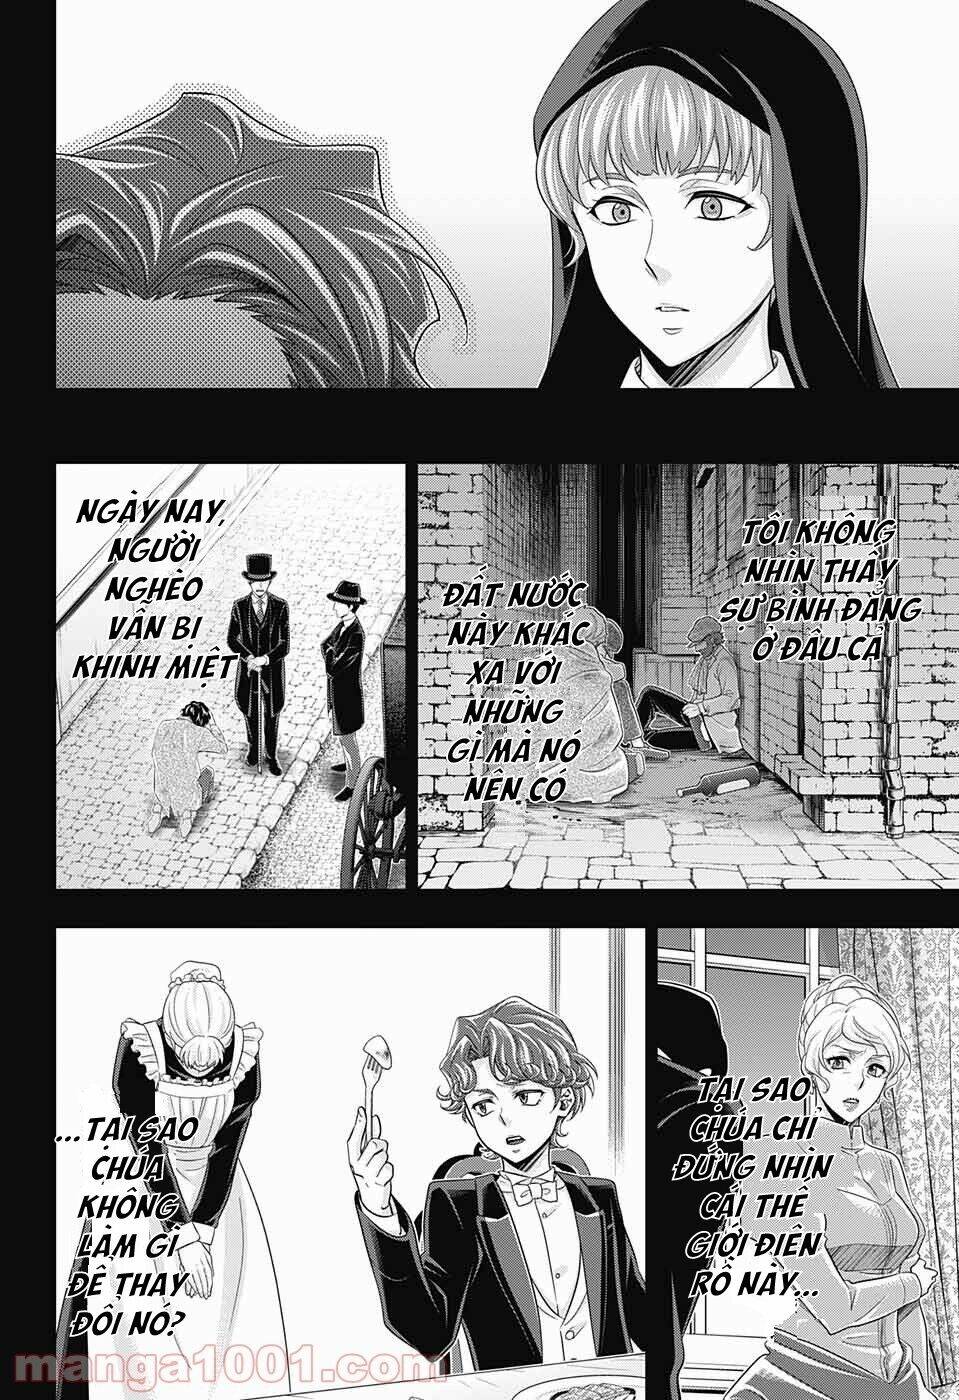 TÔI KHÔNG
NHÌN THẤY
SỰ BÌNH ĐẲNG
Ở ĐÂU CẢ
ĐẤT NƯỚC
NÀY KHÁC
XA VỚI
NHỮNG
GÌ MÀ NÓ
NÊN CÓ
NGÀY NAY,
NGƯỜI
NGHÈO
VẪN BỊ
KHINH MIỆT
TẠI SAO
CHÚA CHỈ
ĐỨNG NHÌN
CÁI THẾ
GIỚI ĐIÊN
RỒ NÀY...
...TẠI SAO
CHÚA
KHÔNG
LÀM GÌ
ĐỂ THAY
ĐỔI NÓ?
manga1001.com